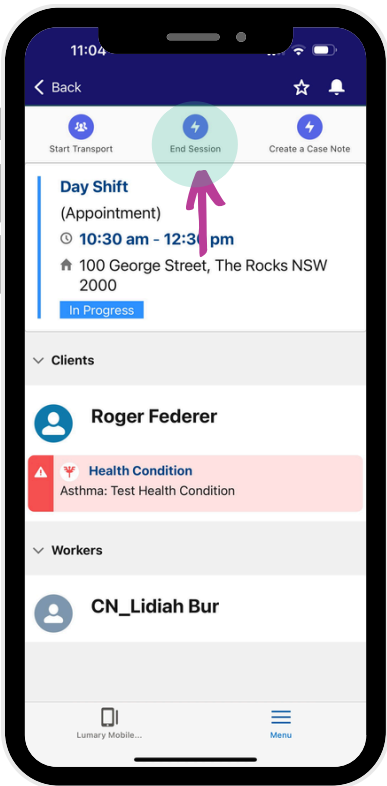 11:04
Back
Start Transport
End Session
Create a Case Note
Day Shift
(Appointment)
10:30 am - 12:30 pm
100 George Street, The Rocks NSW
2000
In Progress
Clients
Roger Federer
Health Condition
Asthma: Test Health Condition
Workers
CN_Lidiah Bur
Lumary Mobile...
Menu